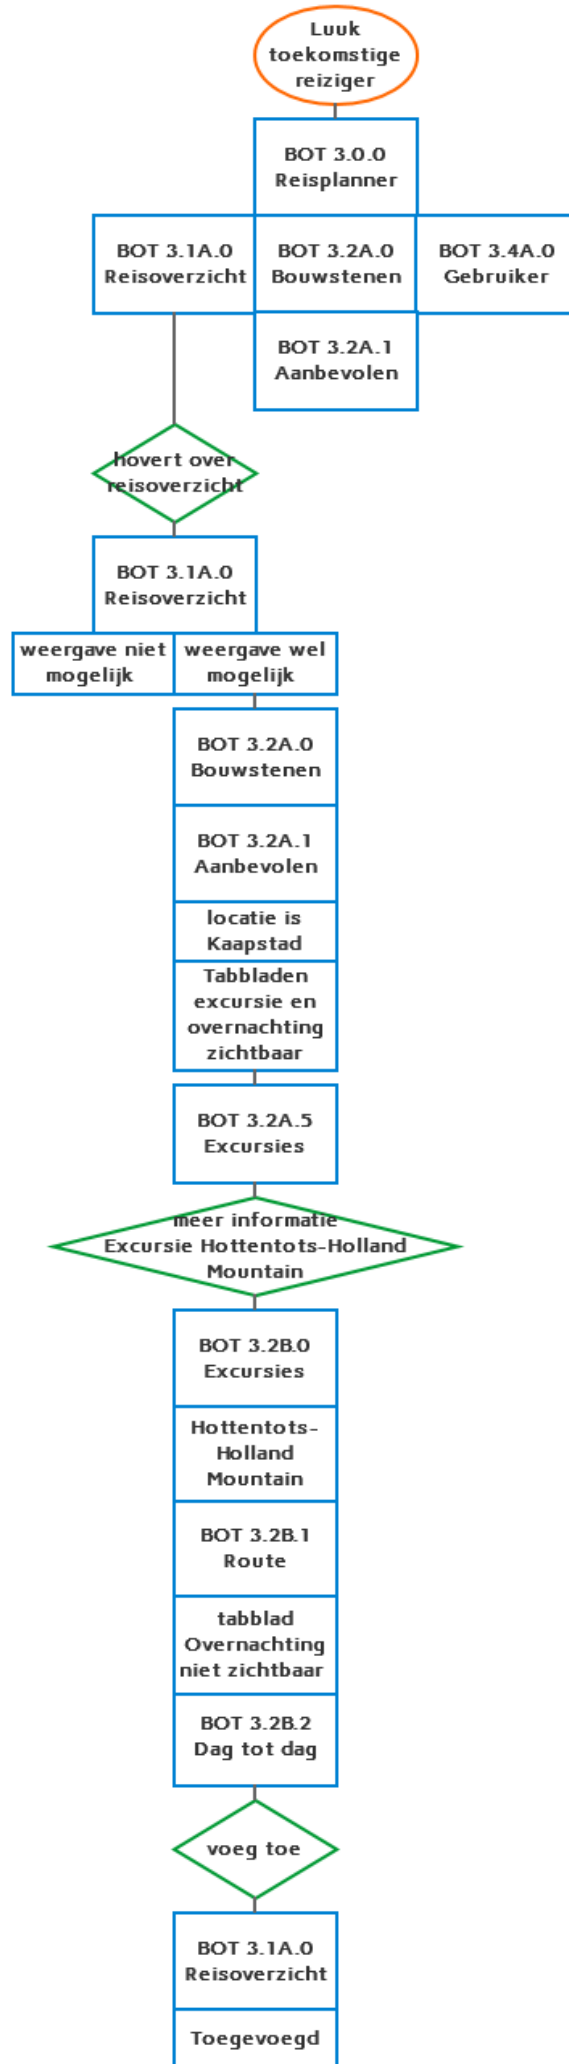 Luuk
toekomstige
reiziger
BOT 3.0.0
Reisplanner
BOT 3.1A.0
Reisoverzicht
BOT 3.2A.0
Bouwstenen
BOT 3.4A.0
Gebruiker
BOT 3.2A.1
Aanbevolen
hovert over
reisoverzicht
BOT 3.1A.0
Reisoverzicht
weergave niet
mogelijk
weergave wel
mogelijk
BOT 3.2A.0
Bouwstenen
BOT 3.2A.1
Aanbevolen
locatie is
Kaapstad
Tabbladen
excursie en
overnachting
zichtbaar
BOT 3.2A.5
Excursies
meer informatie
Excursie Hottentots-Holland
Mountain
BOT 3.2B.0
Excursies
Hottentots-
Holland
Mountain
BOT 3.2B.1
Route
tabblad
Overnachting
niet zichtbaar
BOT 3.2B.2
Dag tot dag
voeg toe
BOT 3.1A.0
Reisoverzicht
Toegevoegd